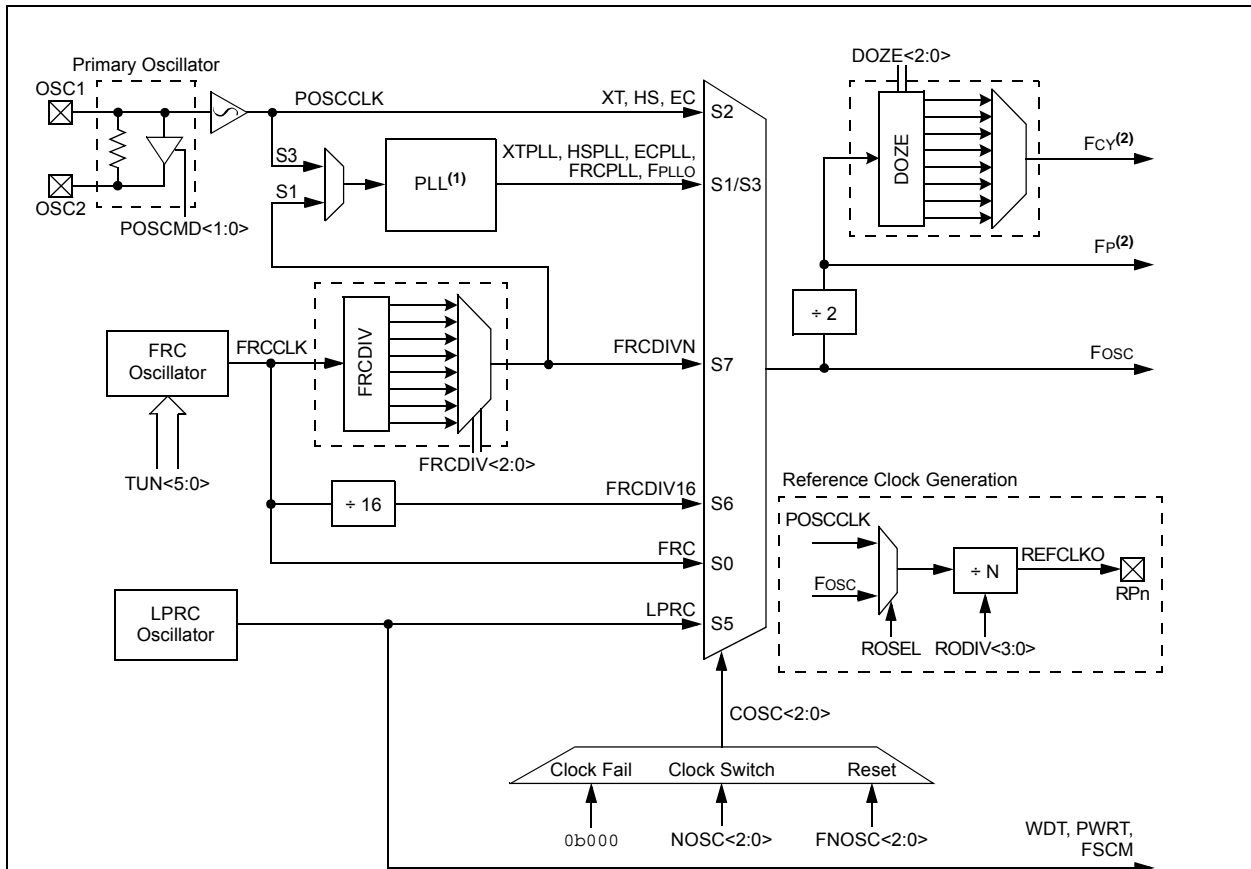 DOZE<2:0>
Primary Oscillator
OSC1
POSCCLK
XT, HS, EC
S2
DOZE
FCY(2)
S3
XTPLL, HSPLL, ECPLL,
FRCPLL, FPLLO
PLL(1)
S1/S3
S1
OSC2
POSCMD<1:0>
FP(2)
÷ 2
FRC
Oscillator
FRCCLK
FRCDIV
FRCDIVN
S7
FOSC
TUN<5:0>
FRCDIV<2:0>
FRCDIV16
÷ 16
S6
Reference Clock Generation
POSCCLK
FRC
S0
÷ N
REFCLKO
RPn
FOSC
LPRC
Oscillator
LPRC
S5
ROSEL
RODIV<3:0>
COSC<2:0>
Clock Fail
Clock Switch
Reset
0b000
NOSC<2:0>
FNOSC<2:0>
WDT, PWRT,
FSCM